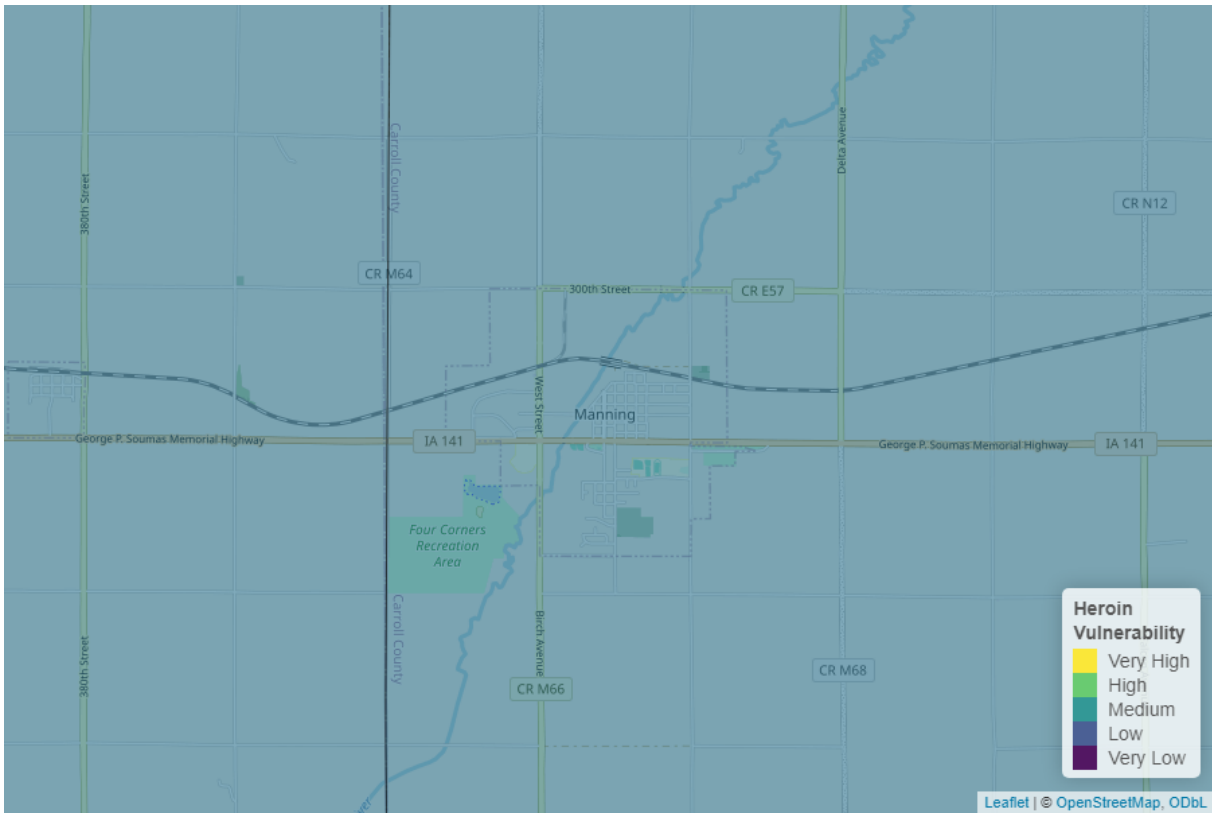 Carroll County
Delta Avenue
380th Street
CR N12
CR M64
300th Street
CR E57
West Street
Manning
George P. Soumas Memorial Highway
IA 141
George P. Soumas Memorial Highway
IA 141
Four Corners
Recreation
Area
Carroll County
Birch Avenue
380th Street
CR M66
CR M68
Heroin
Vulnerability
Very High
High
Medium
Low
Very Low
Leaflet | © OpenStreetMap, ODbL